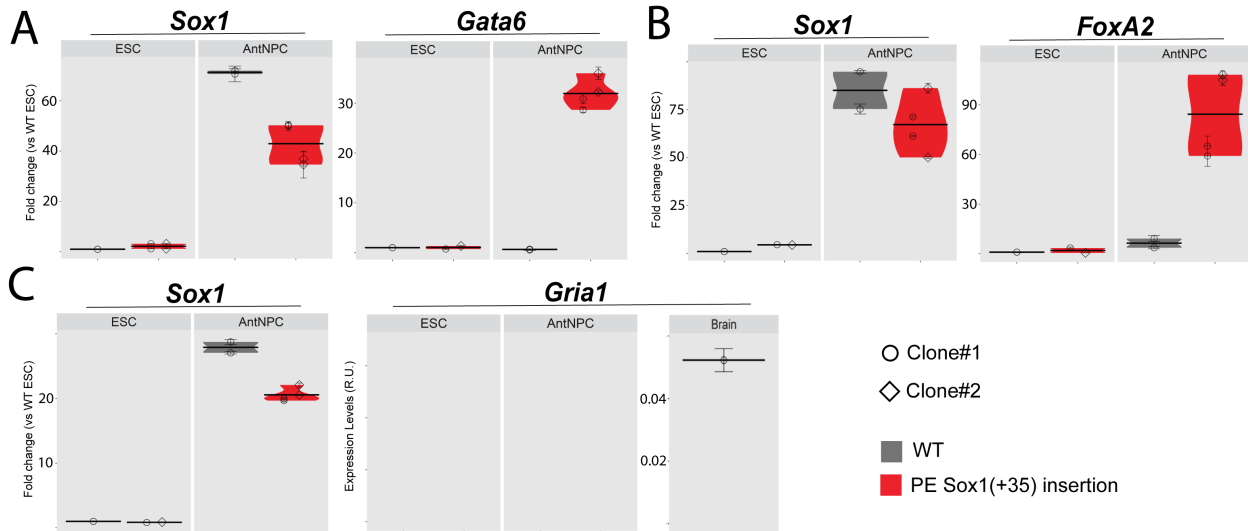 A
Sox1
Gata6
ESC
AntNPC
ESC
AntNPC
Fold change (vs WT ESC)
60
40
20
30
20
10
B
Sox1
FoxA2
ESC
AntNPC
ESC
AntNPC
Fold change (vs WT ESC)
75
50
25
90
60
30
C
Sox1
Gria1
ESC
AntNPC
ESC
AntNPC
Brain
Fold change (vs WT ESC)
20
10
Expression Levels (R.U.)
0.04
0.02
Clone#1
Clone#2
WT
PE Sox1(+35) insertion